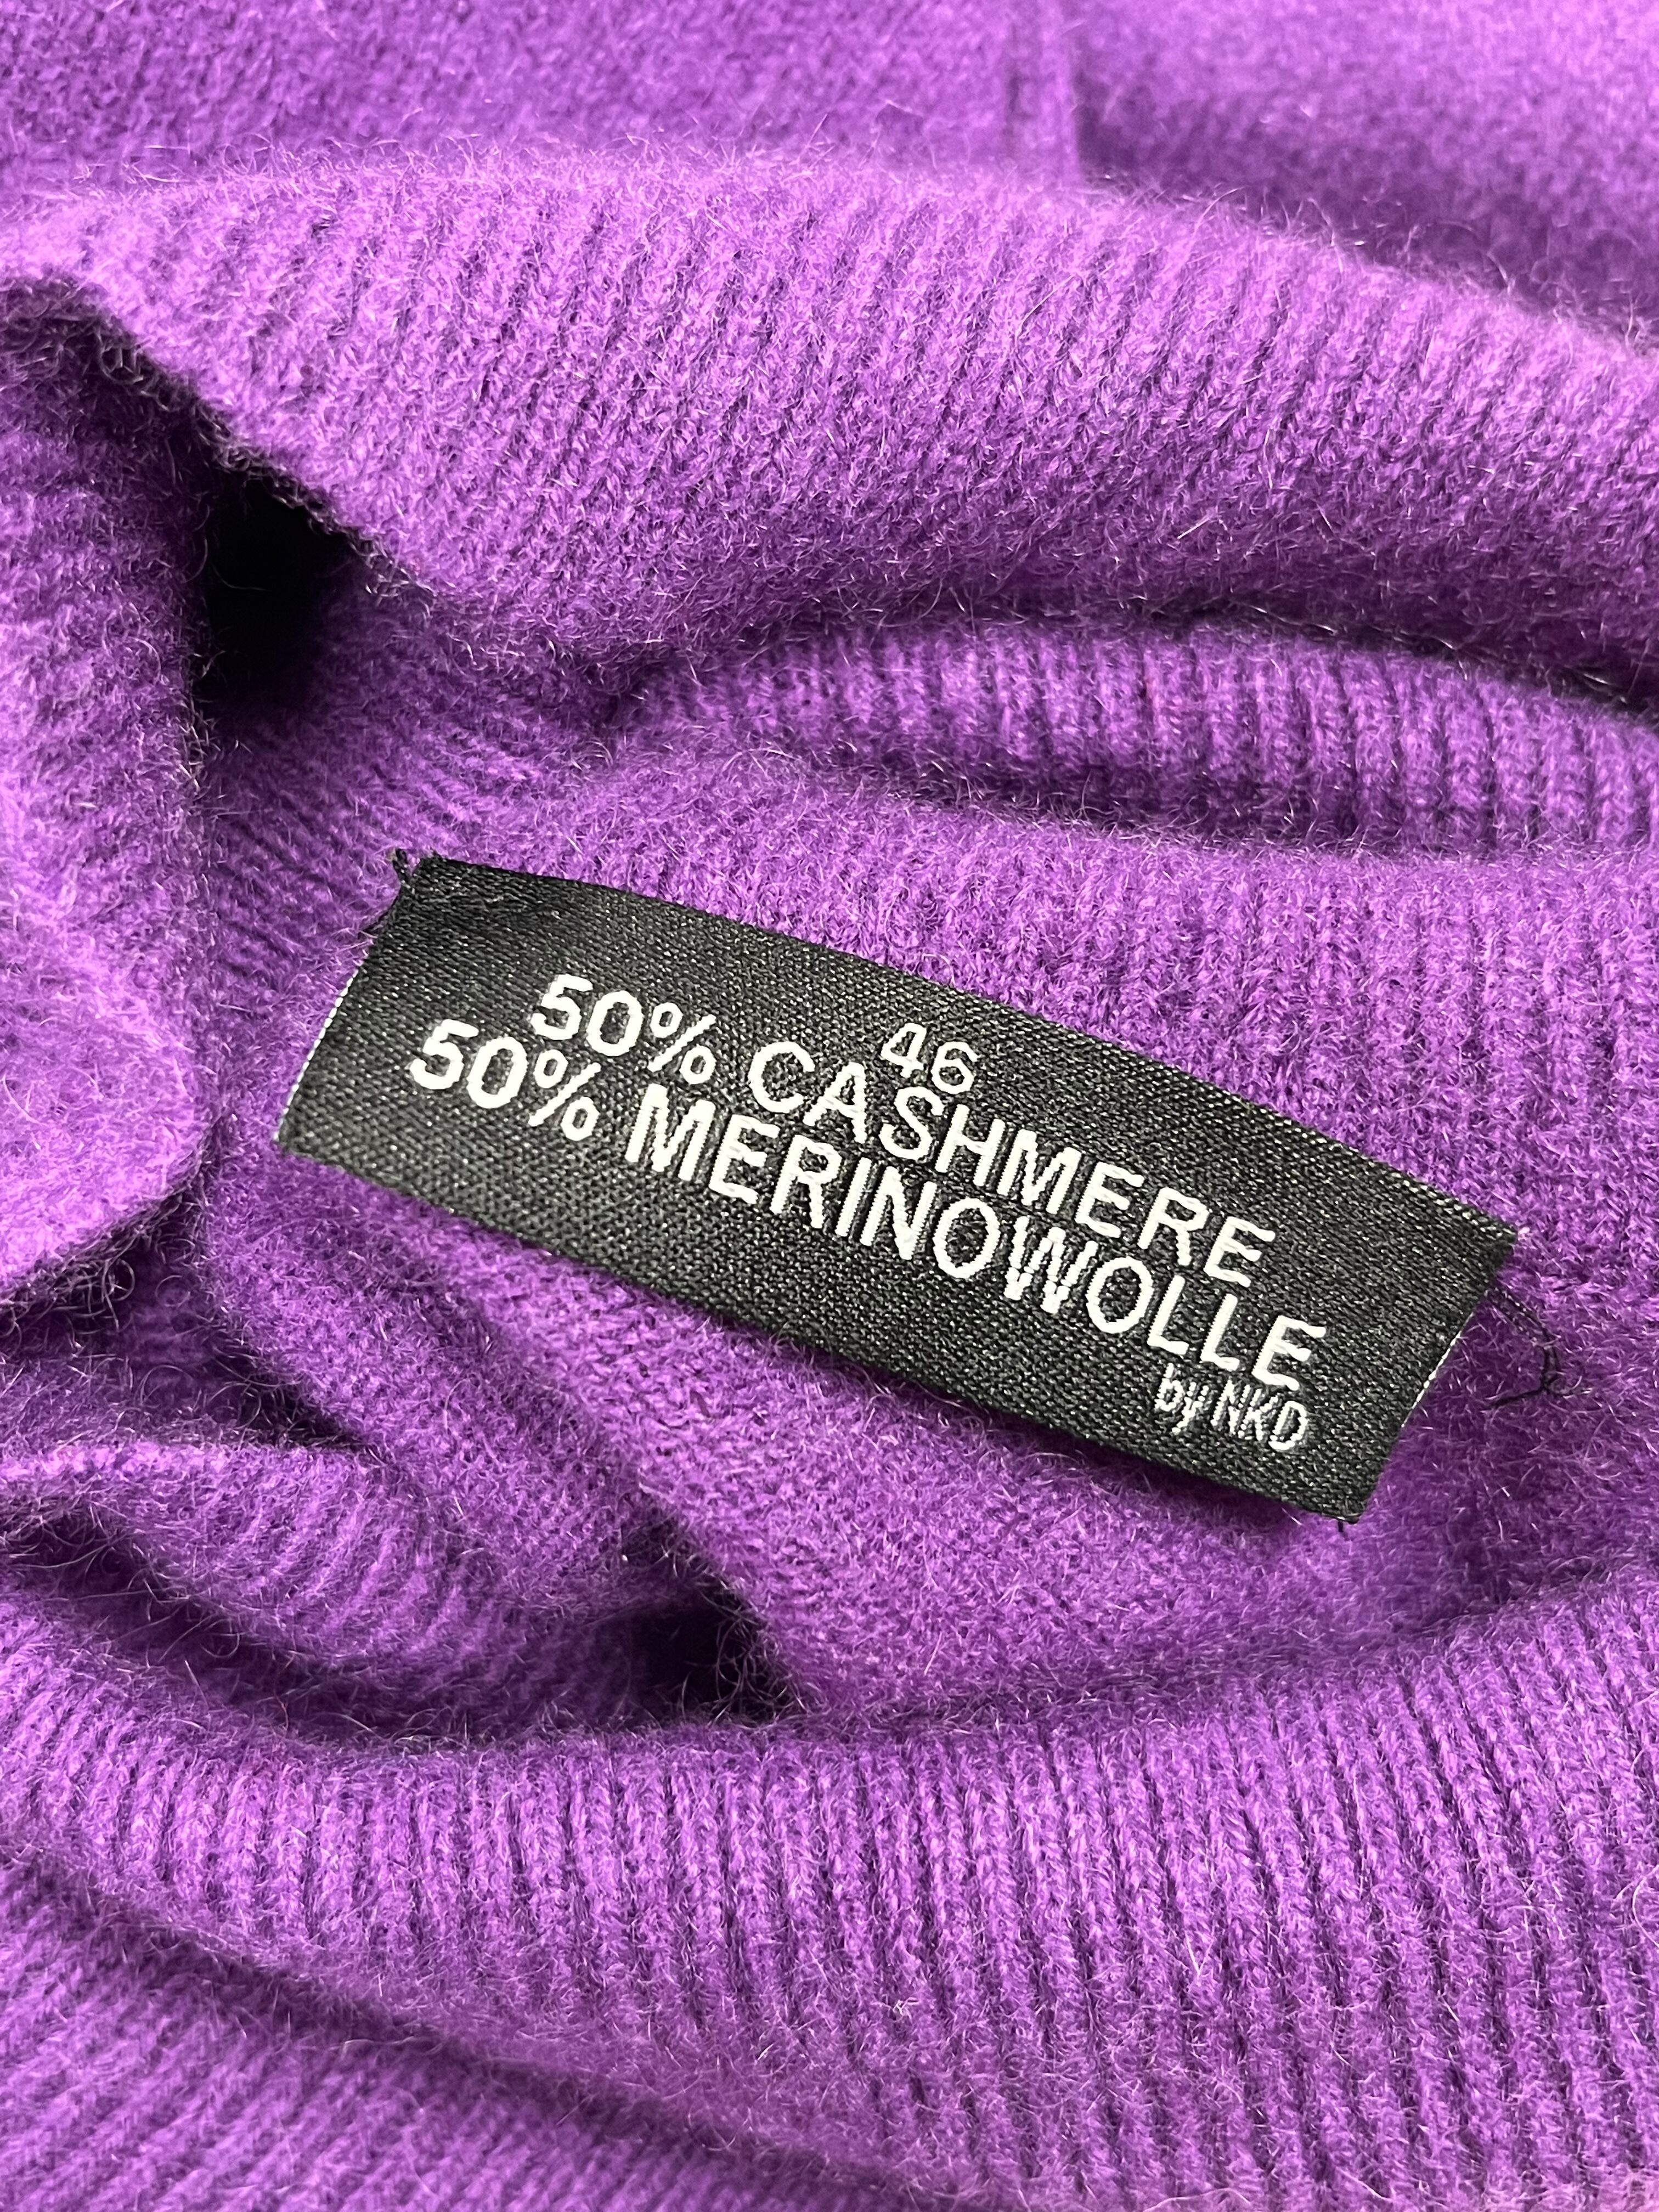 46
50% CASHMERE
50% MERINOWOLLE
by NKD